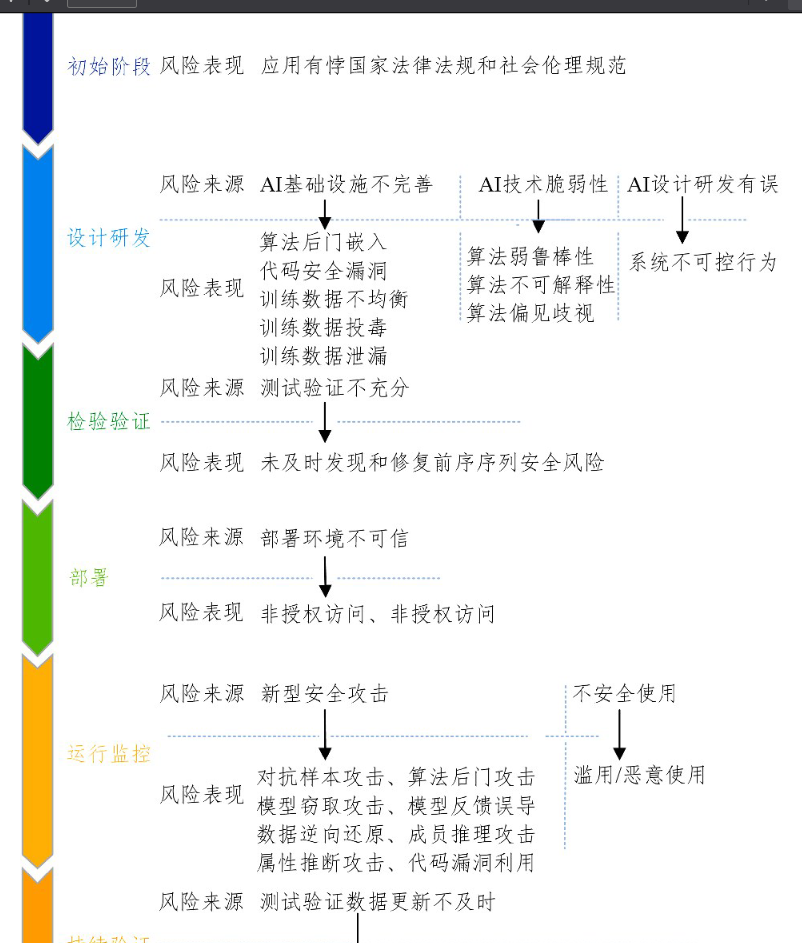 初始阶段 风险表现 应用有悖国家法律法规和社会伦理规范
风险来源 AI基础设施不完善 AI技术脆弱性 AI设计研发有误
设计研发
风险表现
算法后门嵌入
代码安全漏洞
训练数据不均衡
训练数据投毒
训练数据泄漏
算法弱鲁棒性
算法不可解释性
算法偏见歧视
系统不可控行为
风险来源 测试验证不充分
检验验证
风险表现 未及时发现和修复前序序列安全风险
风险来源 部署环境不可信
部署
风险表现 非授权访问、非授权访问
风险来源 新型安全攻击 不安全使用
运行监控
风险表现
对抗样本攻击、算法后门攻击
模型窃取攻击、模型反馈误导
数据逆向还原、成员推理攻击
属性推断攻击、代码漏洞利用
滥用/恶意使用
风险来源 测试验证数据更新不及时